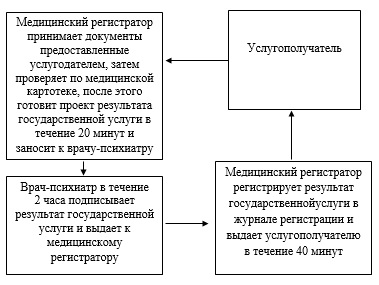 Медицинский регистратор
принимает документы
предоставленные
услугодателем, затем
проверяет по медицинской
картотеке, после этого
готовит проект результата
государственной услуги в
течение 20 минут и
заносит к врачу-психиатру
Услугополучатель
Врач-психиатр в течение
2 часа подписывает
результат государственной
услуги и выдает к
медицинскому
регистратору
Медицинский регистратор
регистрирует результат
государственнойуслуги в
журнале регистрации и
выдает услугополучателю
в течение 40 минут